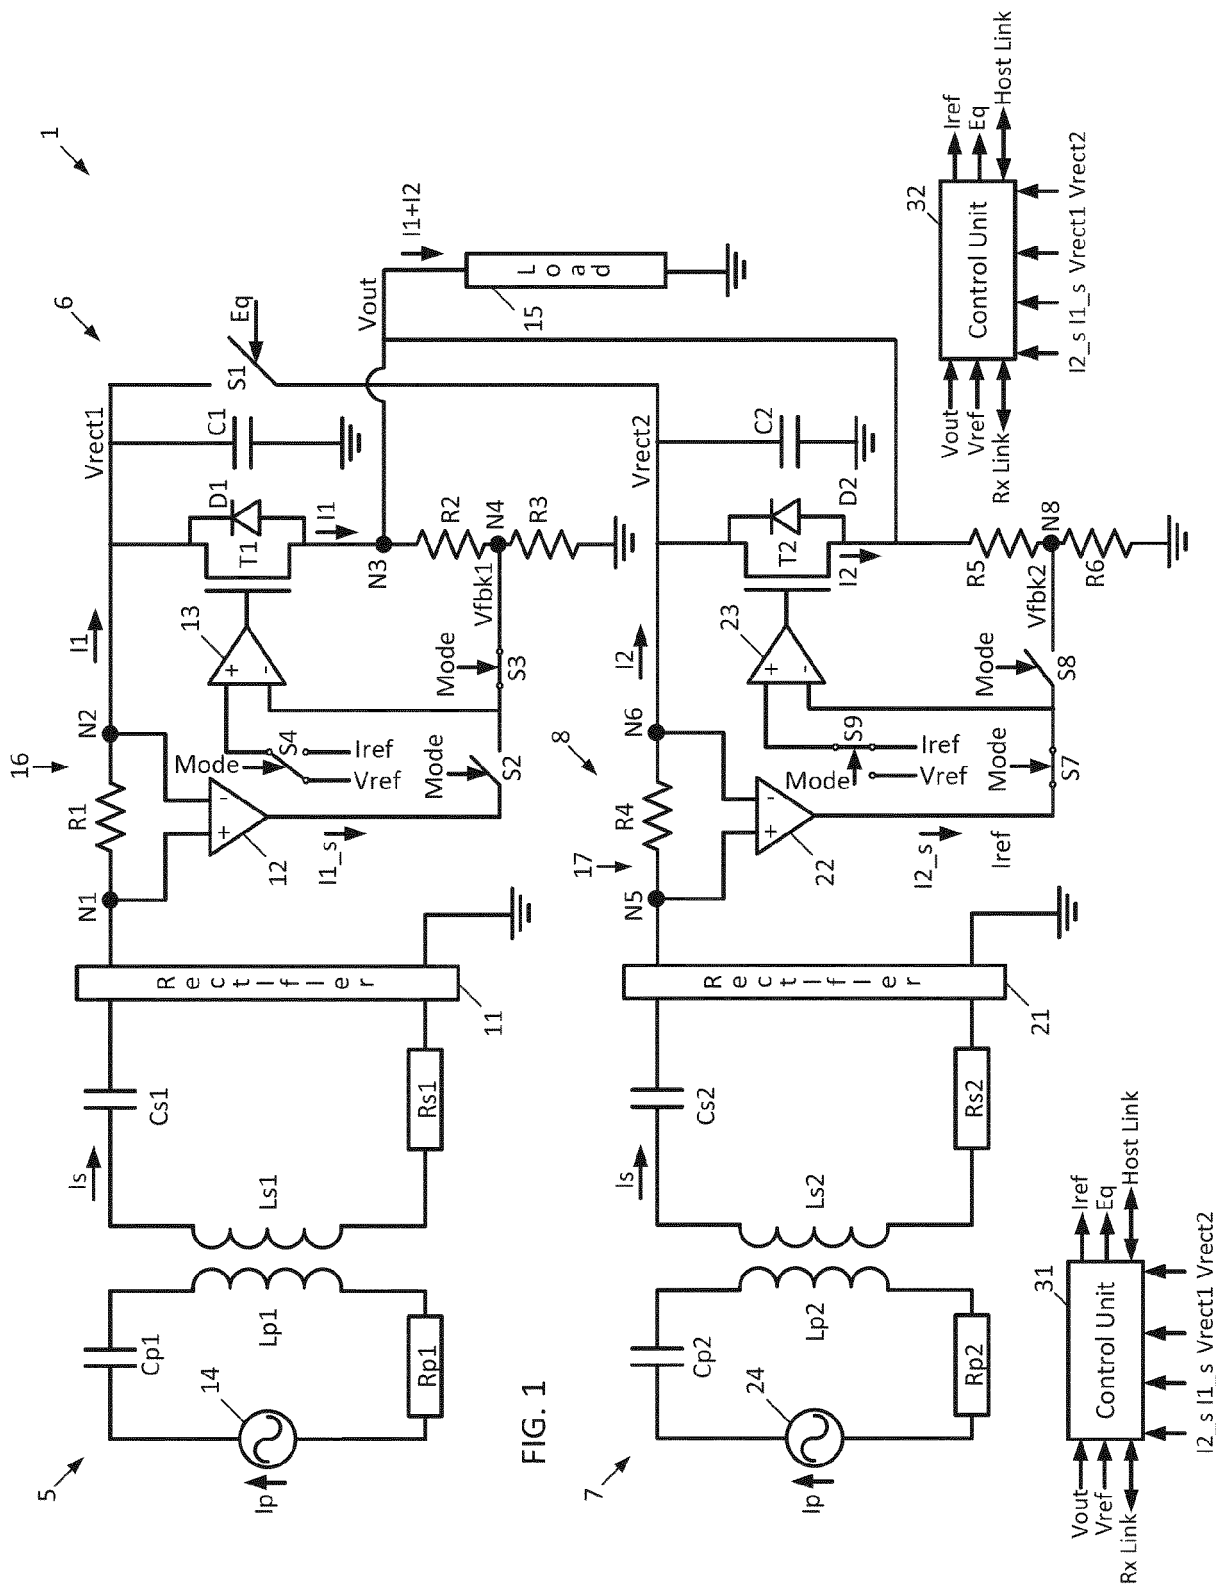 1
6
5
16
I1
Vrect1
Eq
S1
C1
D1
T1
I1
N3
R2
N4
R3
Vfbk1
Vout
I1+I2
Load
15
N1
R1
N2
12
I1_s
13
+
-
+
-
Mode
S4
Iref
Vref
Mode
S2
Mode
S3
Rectifier
11
Is
Cs1
Ls1
Rs1
Cp1
Lp1
Rp1
14
Ip
FIG. 1
7
8
17
Ip
24
Cp2
Lp2
Rp2
Is
Cs2
Ls2
Rs2
Rectifier
21
N5
R4
N6
+
-
22
I2_s
Iref
I2
Vrect2
23
+
-
Mode
S9
Iref
Vref
Mode
S7
Mode
S8
T2
D2
C2
I2
R5
Vfbk2
N8
R6
31
Control Unit
Vout
Vref
Rx Link
Iref
Eq
Host Link
I2_s I1_s Vrect1 Vrect2
32
Control Unit
Vout
Vref
Rx Link
Iref
Eq
Host Link
I2_s I1_s Vrect1 Vrect2